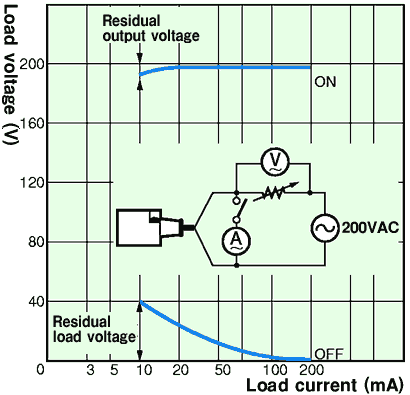 Load voltage (V)
Residual
output voltage
200
ON
160
120
V
200VAC
A
80
40
Residual
load voltage
OFF
0 3 5 10 20 50 100 200
Load current (mA)